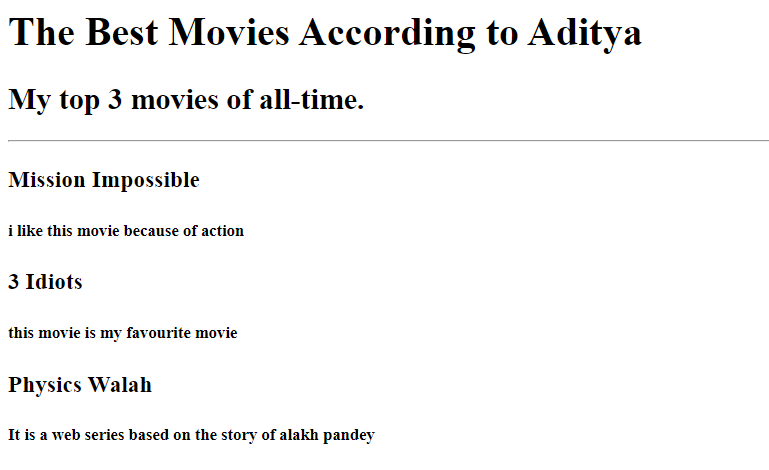 The Best Movies According to Aditya
My top 3 movies of all-time.
Mission Impossible
i like this movie because of action
3 Idiots
this movie is my favourite movie
Physics Walah
It is a web series based on the story of alakh pandey